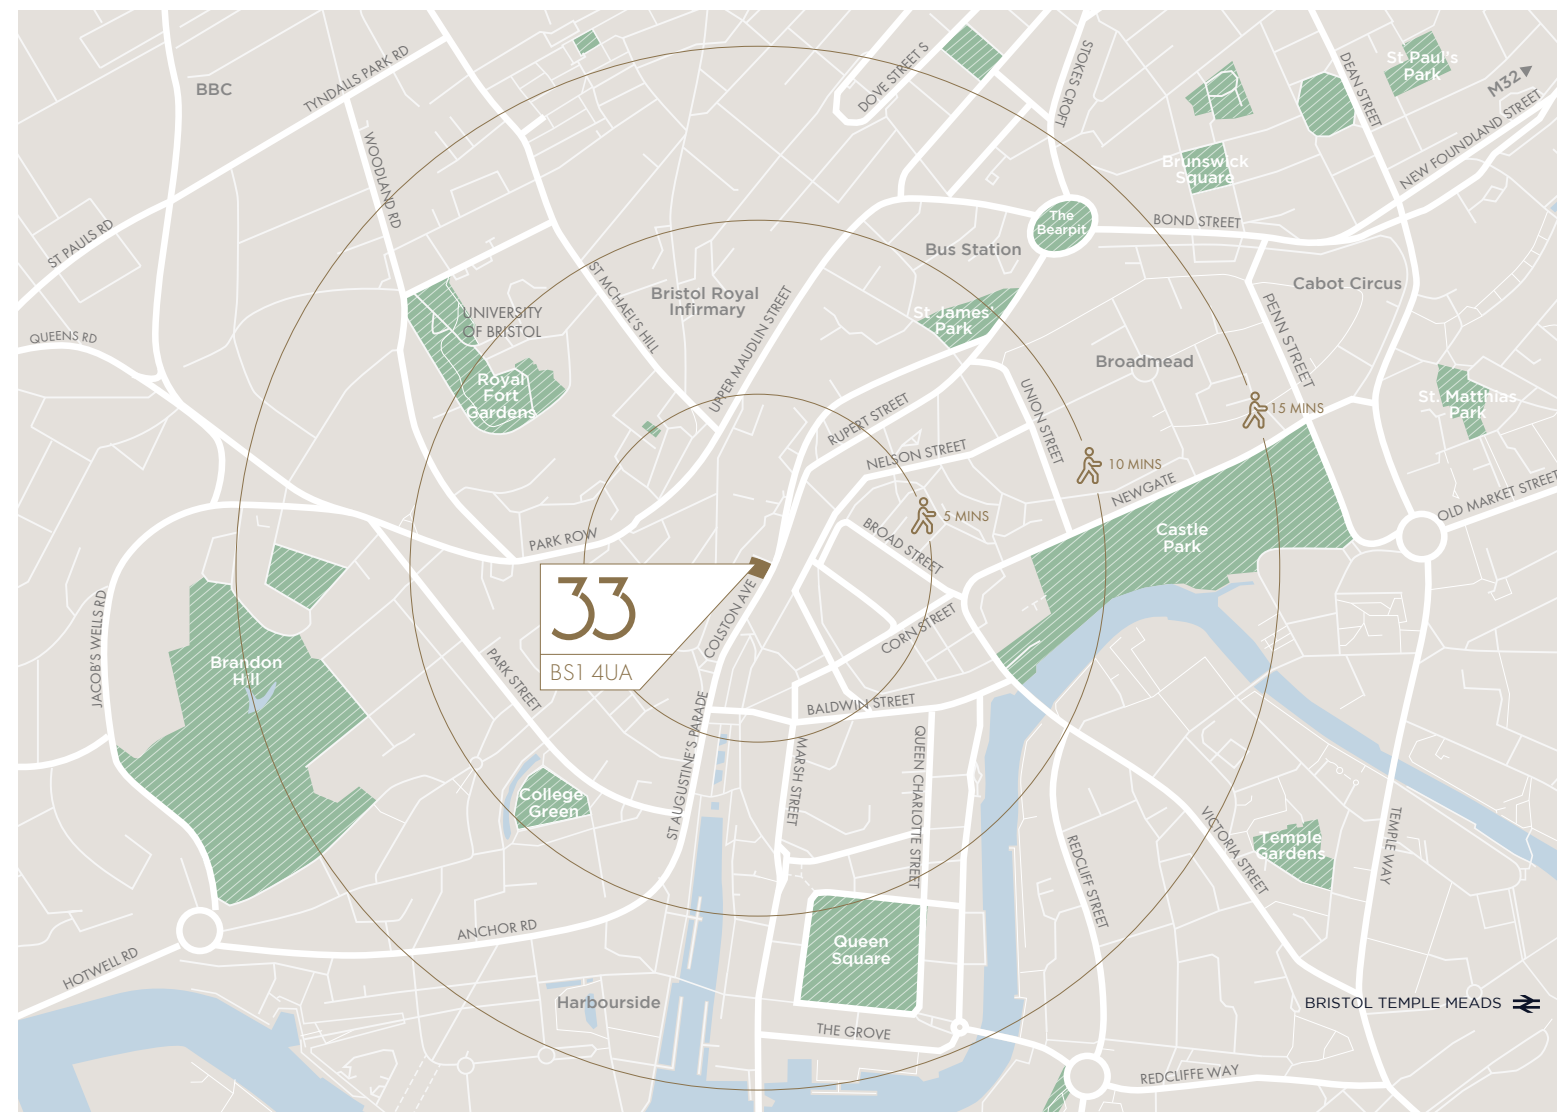 BBC
TYNDALLS PARK RD
DOVE STREET S
STOKES CROFT
DEAN STREET
St Paul's
Park
M32
NEW FOUNDLAND STREET
WOODLAND RD
Brunswick
Square
ST PAULS RD
The
Bearpit
BOND STREET
Bus Station
Cabot Circus
ST MCHAEL'S HILL
Bristol Royal
Infirmary
UPPER MAUDLIN STREET
UNIVERSITY
OF BRISTOL
St James
Park
PENN STREET
QUEENS RD
Broadmead
Royal
Fort
Gardens
UNION STREET
St. Matthias
Park
RUPERT STREET
15 MINS
NELSON STREET
10 MINS
NEWGATE
OLD MARKET STREET
5 MINS
BROAD STREET
Castle
Park
PARK ROW
33
BS1 4UA
COLSTON AVE
CORN STREET
JACOB'S WELLS RD
Brandon
Hill
PARK STREET
ST AUGUSTINE'S PARADE
BALDWIN STREET
MARSH STREET
QUEEN CHARLOTTE STREET
College
Green
REDCLIFF STREET
VICTORIA STREET
Temple
Gardens
TEMPLE WAY
ANCHOR RD
HOTWELL RD
Queen
Square
Harbourside
BRISTOL TEMPLE MEADS
THE GROVE
REDCLIFFE WAY